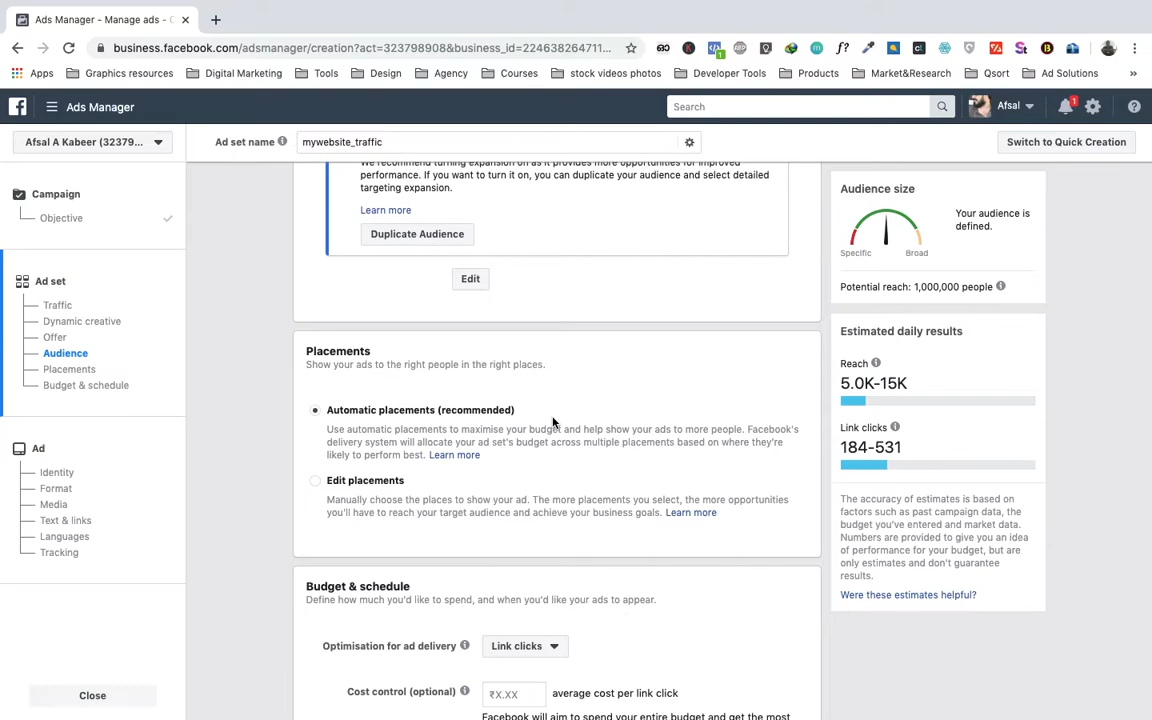 Ads Manager - Manage ads - C
business.facebook.com/adsmanager/creation?act=323798908&business_id=224638264711...
Apps
Graphics resources
Digital Marketing
Tools
Design
Agency
Courses
stock videos photos
Developer Tools
Products
Market&Research
Qsort
Ad Solutions
»
Ads Manager
Search
Afsal
1
Afsal A Kabeer (32379...
Ad set name
mywebsite_traffic
Switch to Quick Creation
Campaign
Objective
Ad set
Traffic
Dynamic creative
Offer
Audience
Placements
Budget & schedule
Ad
Identity
Format
Media
Text & links
Languages
Tracking
Close
We recommend turning expansion on as it provides more opportunities for improved
performance. If you want to turn it on, you can duplicate your audience and select detailed
targeting expansion.
Learn more
Duplicate Audience
Edit
Placements
Show your ads to the right people in the right places.
Automatic placements (recommended)
Use automatic placements to maximise your budget and help show your ads to more people. Facebook's
delivery system will allocate your ad set's budget across multiple placements based on where they're
likely to perform best. Learn more
Edit placements
Manually choose the places to show your ad. The more placements you select, the more opportunities
you'll have to reach your target audience and achieve your business goals. Learn more
Budget & schedule
Define how much you'd like to spend, and when you'd like your ads to appear.
Optimisation for ad delivery
Link clicks
Cost control (optional)
₹X.XX
average cost per link click
Facebook will aim to spend your entire budget and get the most
Audience size
Your audience is
defined.
Specific
Broad
Potential reach: 1,000,000 people
Estimated daily results
Reach
5.0K-15K
Link clicks
184-531
The accuracy of estimates is based on
factors such as past campaign data, the
budget you've entered and market data.
Numbers are provided to give you an idea
of performance for your budget, but are
only estimates and don't guarantee
results.
Were these estimates helpful?